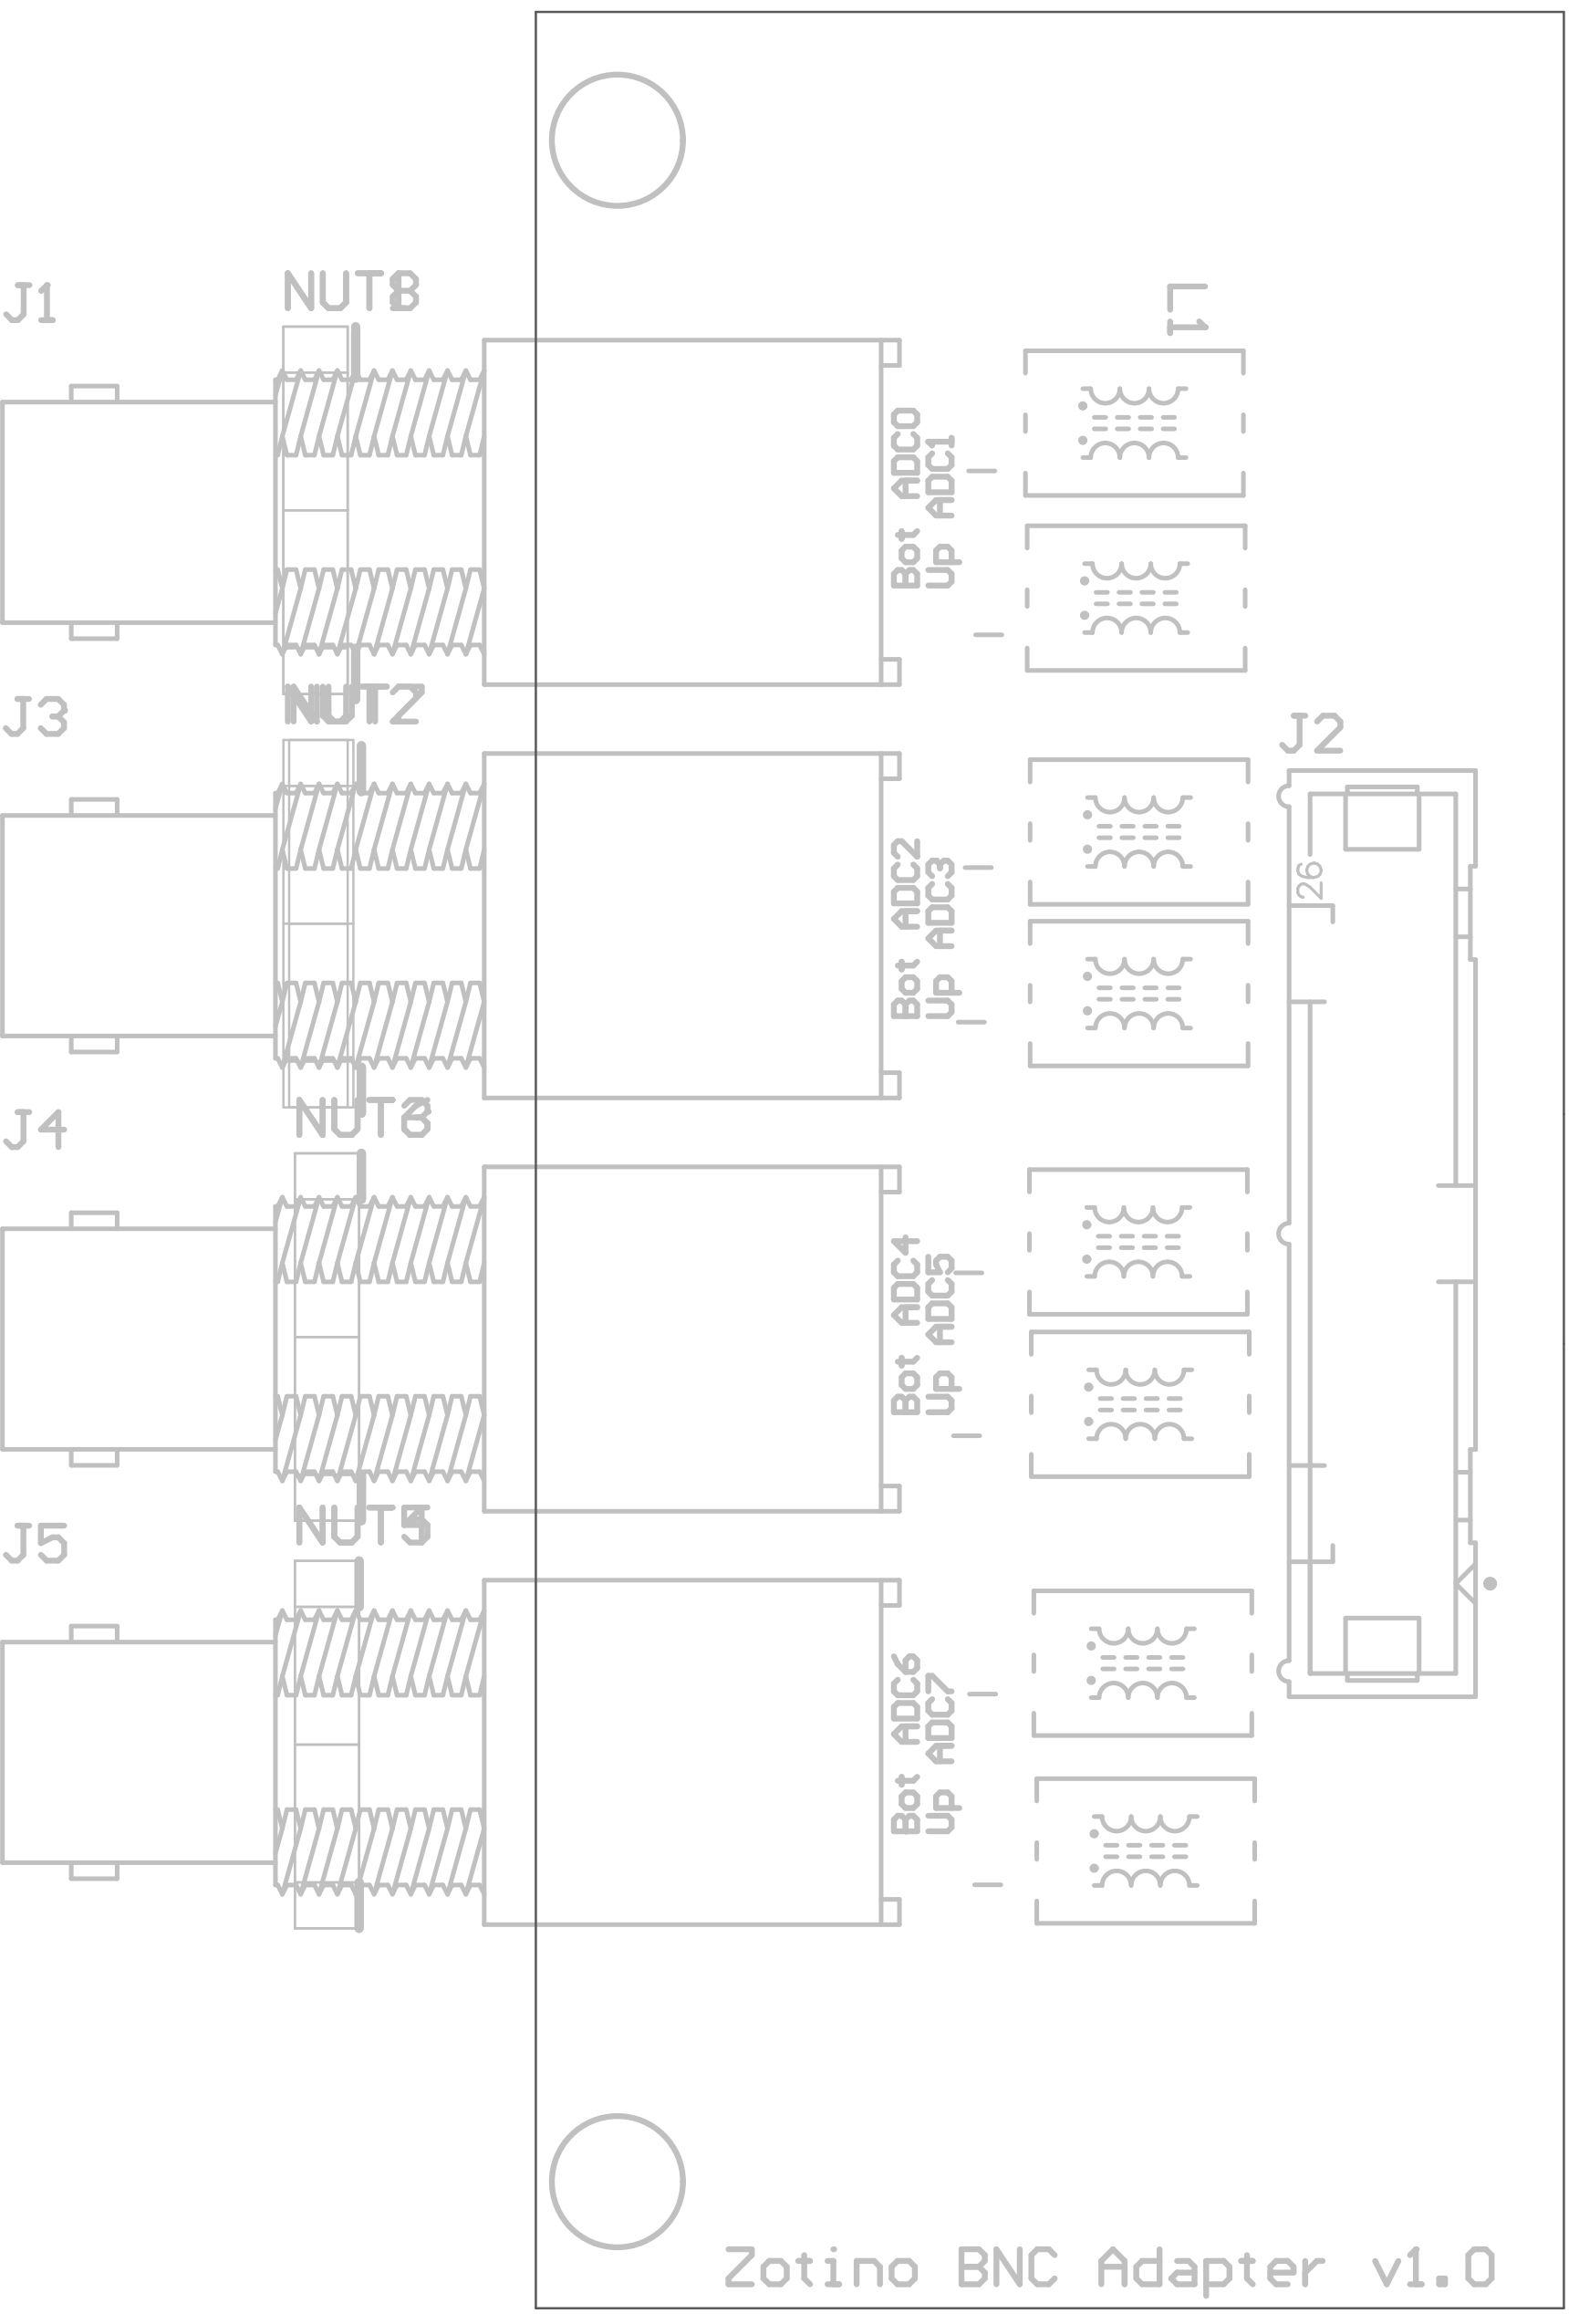 J1
NUT8
L1
Bot ADC0
Up ADC1
J3
J2
Bot ADC2
Up ADC3
26
J4
Bot ADC4
Up ADC5
J5
Bot ADC6
Up ADC7
Zotino BNC Adapter v1.0